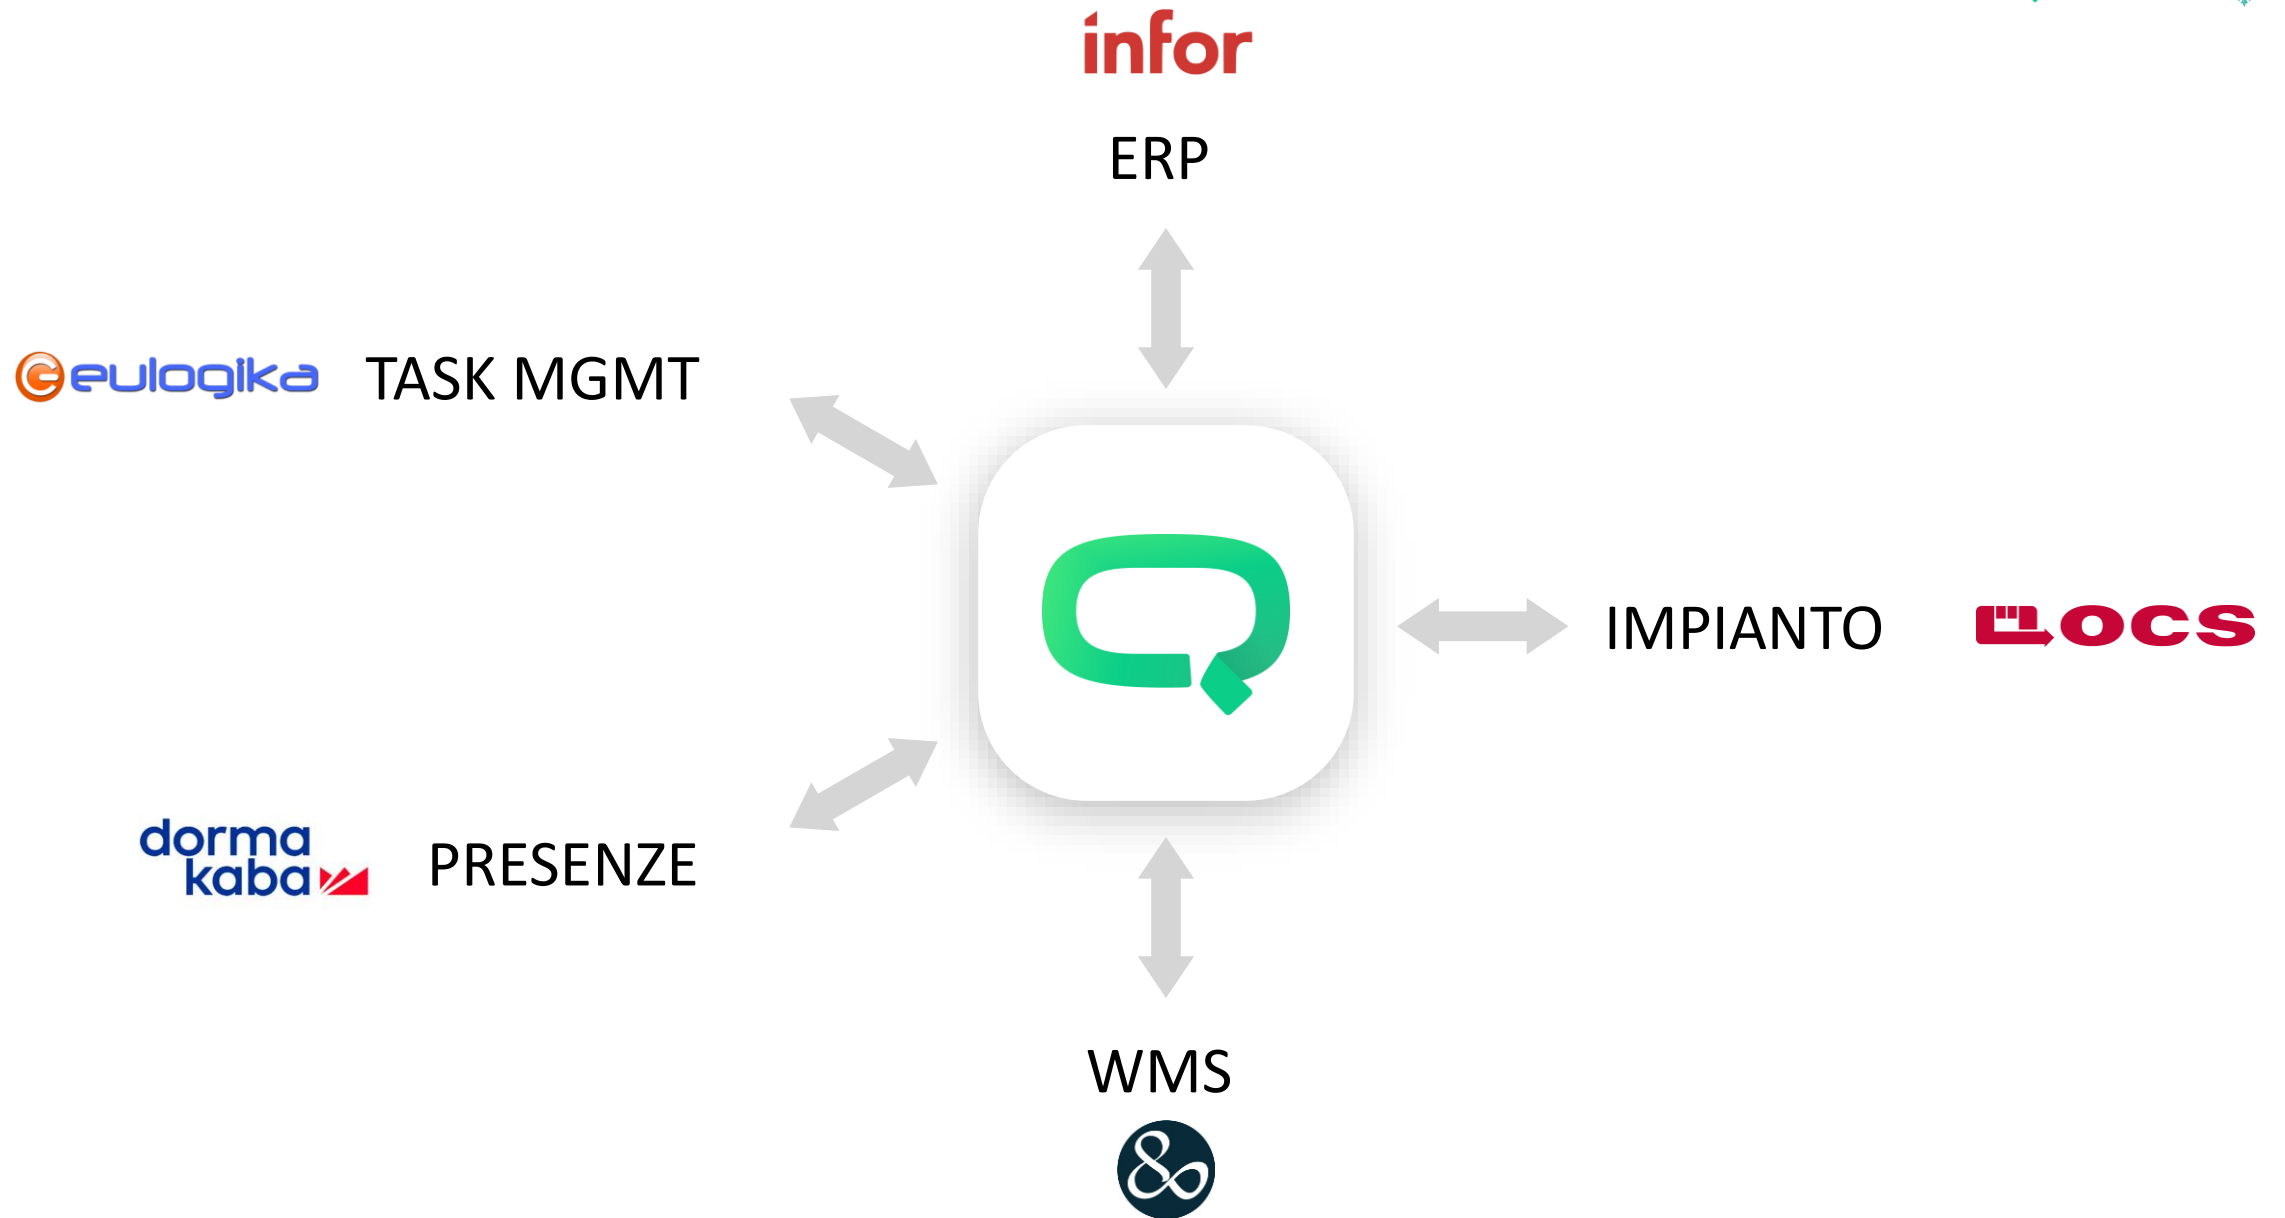 infor
ERP
eulogika TASK MGMT
IMPIANTO OCS
dorma
kaba
PRESENZE
WMS
&